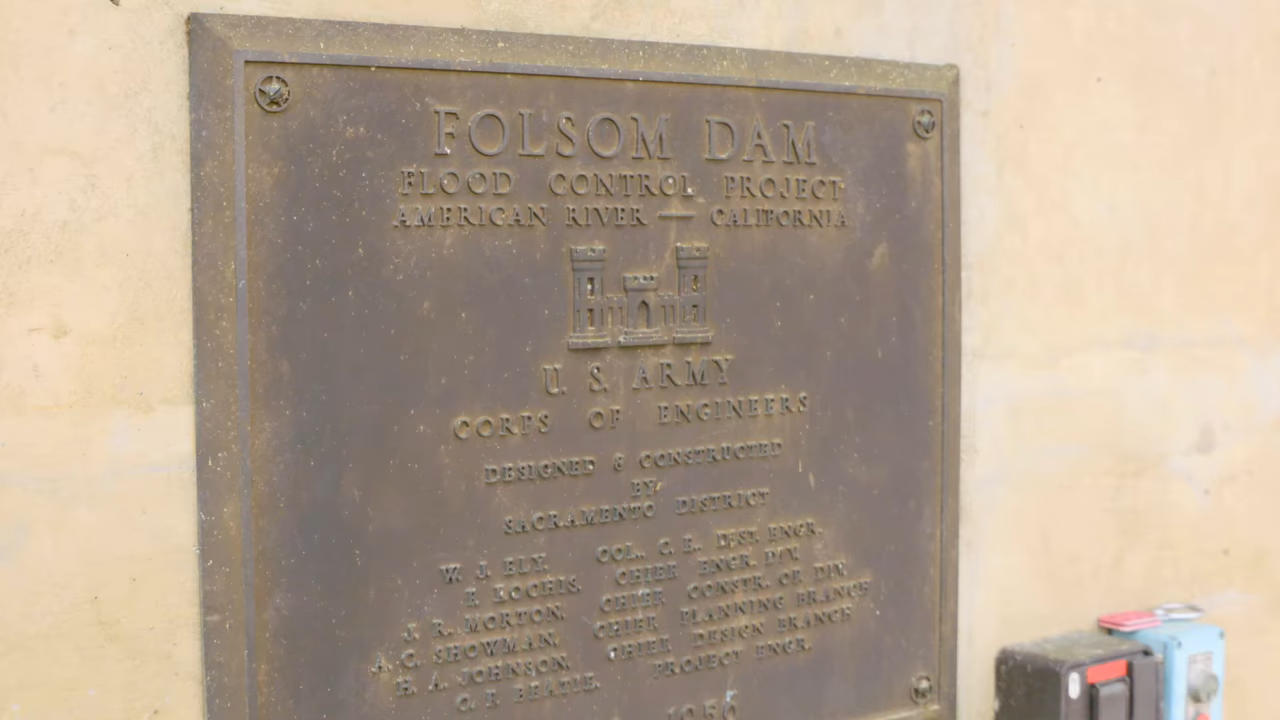 FOLSOM DAM
FLOOD CONTROL PROJECT
AMERICAN RIVER — CALIFORNIA
U. S. ARMY
CORPS OF ENGINEERS
DESIGNED & CONSTRUCTED
BY
SACRAMENTO DISTRICT
W. J. ELY. COL., C. E., DIST. ENGR.
F. KOCHIS. CHIEF ENGR. DIV.
J. R. MORTON. CHIEF CONSTR. OP. DIV.
A. C. SHOWMAN. CHIEF PLANNING BRANCH
H. A. JOHNSON. CHIEF DESIGN BRANCH
C. F. PROJECT ENGR.
1956